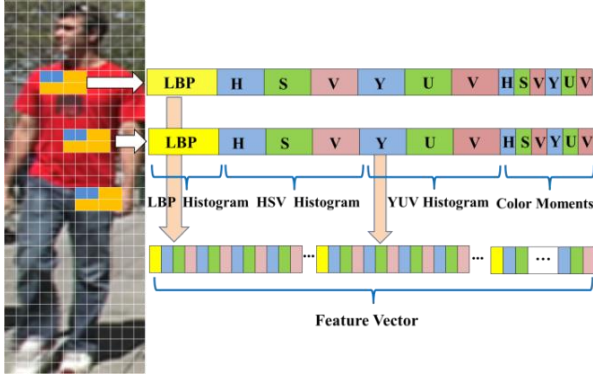 LBP H S V Y U V H S V Y U V
LBP H S V Y U V H S V Y U V
LBP Histogram HSV Histogram YUV Histogram Color Moments
... ... ...
Feature Vector